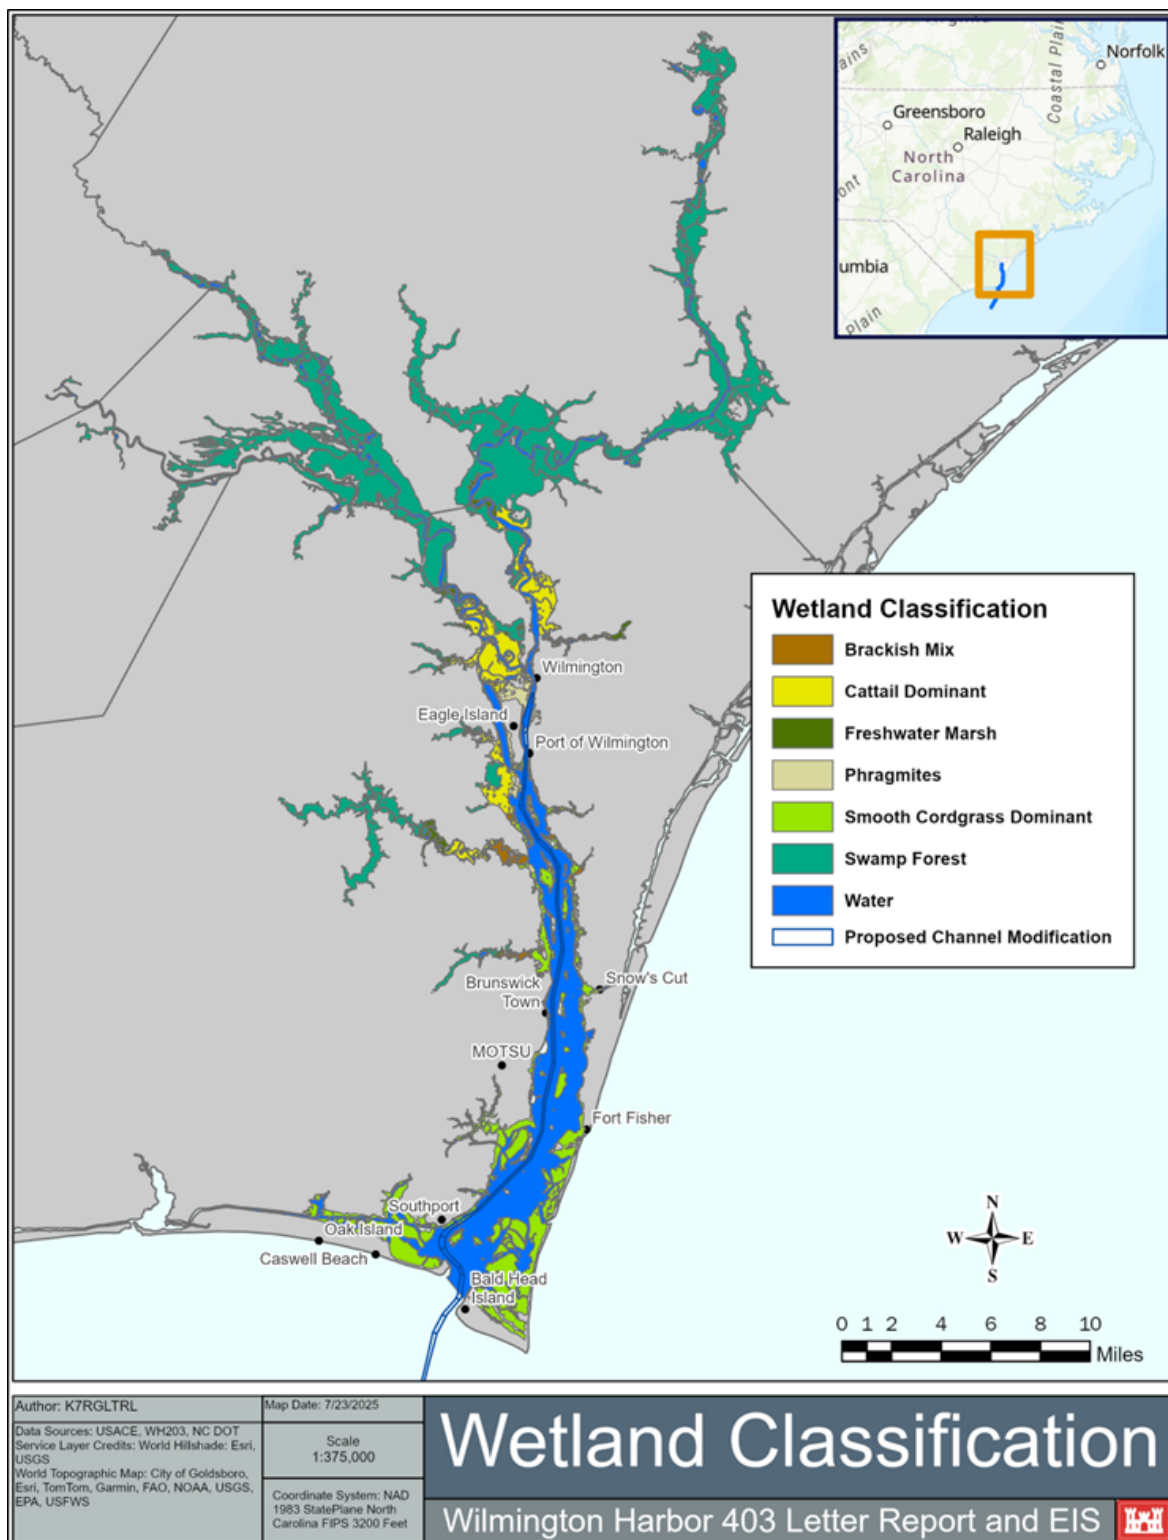 Virginia
Plains
Norfolk
Coastal Plain
Greensboro
Raleigh
North
Carolina
mont
umbia
Plain
Wetland Classification
Brackish Mix
Cattail Dominant
Freshwater Marsh
Phragmites
Smooth Cordgrass Dominant
Swamp Forest
Water
Proposed Channel Modification
Wilmington
Eagle Island
Port of Wilmington
Snow's Cut
Brunswick
Town
MOTSU
Fort Fisher
Southport
Oak Island
Caswell Beach
Bald Head
Island
N
W E
S
0 1 2 4 6 8 10
Miles
Author: K7RGLTRL
Data Sources: USACE, WH203, NC DOT
Service Layer Credits: World Hillshade: Esri,
USGS
World Topographic Map: City of Goldsboro,
Esri, TomTom, Garmin, FAO, NOAA, USGS,
EPA, USFWS
Map Date: 7/23/2025
Scale
1:375,000
Coordinate System: NAD
1983 StatePlane North
Carolina FIPS 3200 Feet
Wetland Classification
Wilmington Harbor 403 Letter Report and EIS